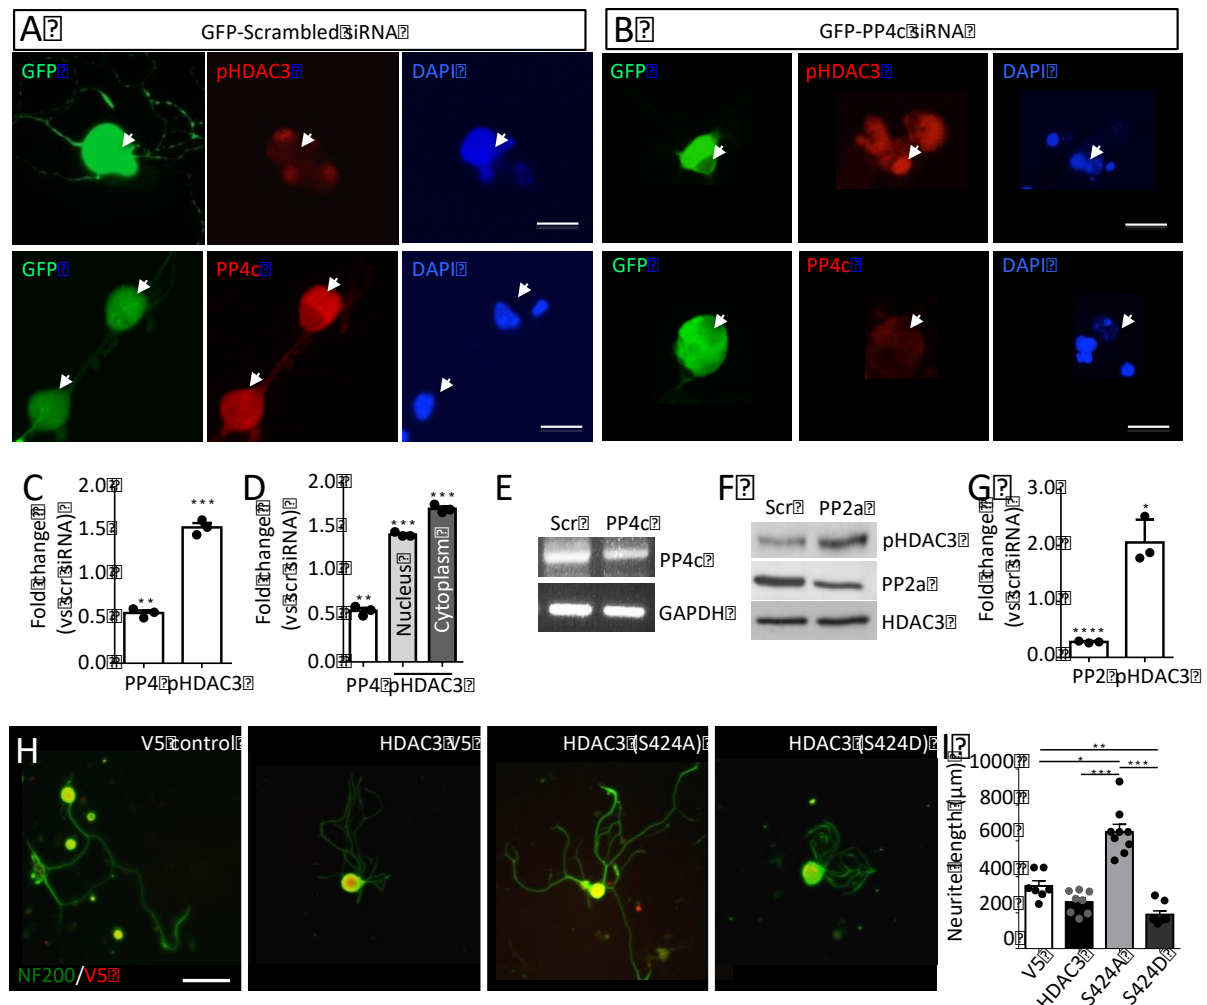 A
GFP-Scrambled siRNA
B
GFP-PP4c siRNA
GFP
pHDAC3
DAPI
GFP
pHDAC3
DAPI
GFP
PP4c
DAPI
GFP
PP4c
DAPI
C
Fold change
(vs scr siRNA)
2.0
1.5
1.0
0.5
0.0
**
***
PP4 pHDAC3
D
Fold change
(vs scr siRNA)
2.0
1.5
1.0
0.5
0.0
**
***
***
Nucleus
Cytoplasm
PP4 pHDAC3
E
Scr PP4c
PP4c
GAPDH
F
Scr PP2a
pHDAC3
PP2a
HDAC3
G
Fold change
(vs scr siRNA)
3.0
2.0
1.0
0.0
****
*
PP2 pHDAC3
H
V5 control
HDAC3 V5
HDAC3 (S424A)
HDAC3 (S424D)
NF200/V5
I
Neurite length (μm)
1000
800
600
400
200
0
**
*
***
***
V5
HDAC3
S424A
S424D